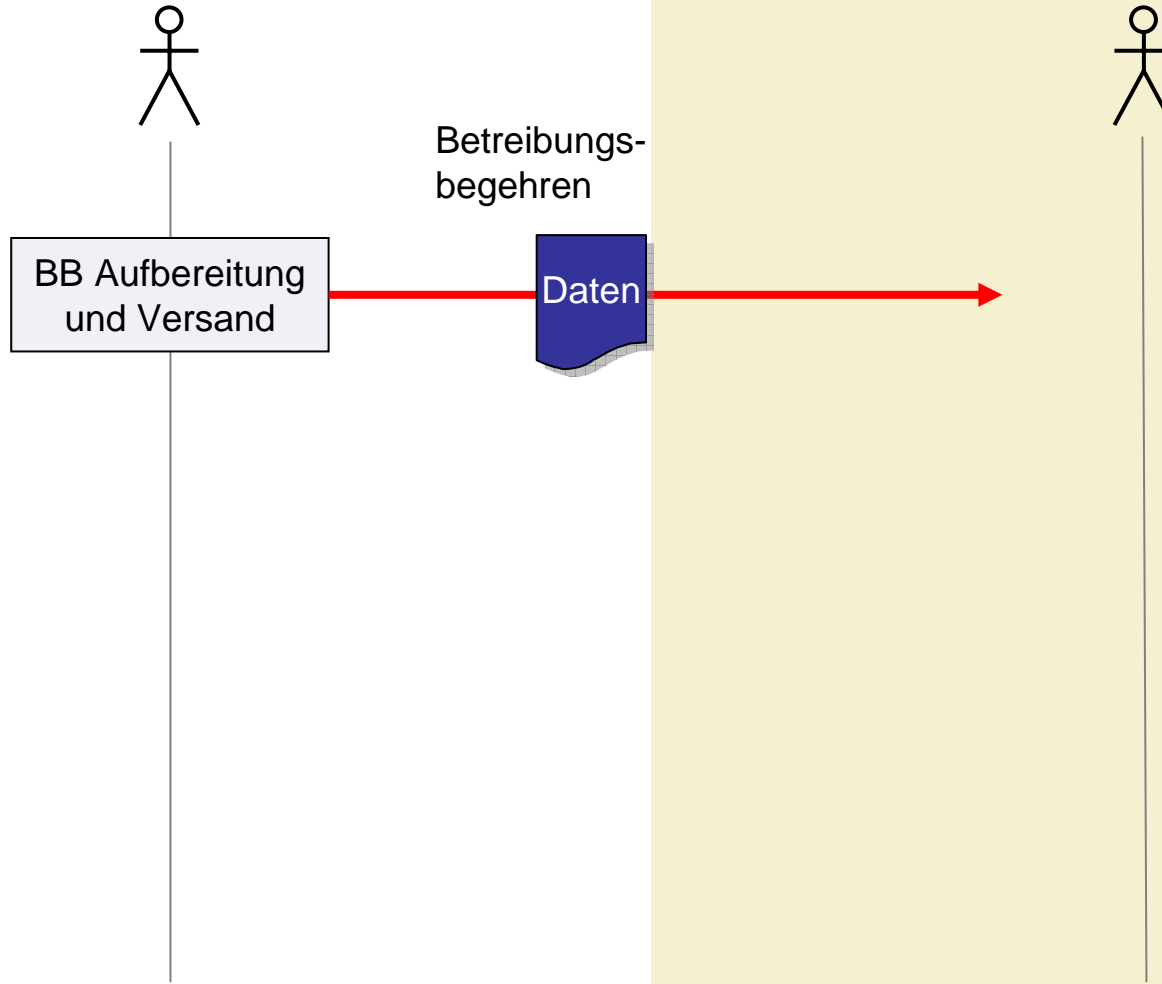 Betreibungs-
begehren
BB Aufbereitung
und Versand
Daten